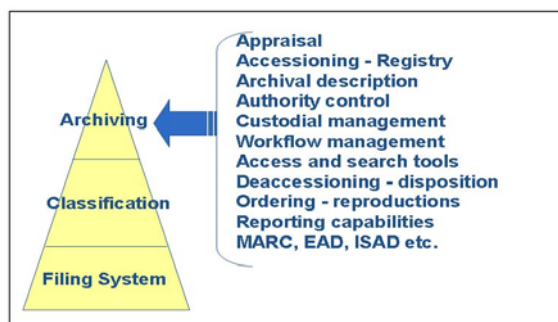 Archiving
Classification
Filing System
Appraisal
Accessioning - Registry
Archival description
Authority control
Custodial management
Workflow management
Access and search tools
Deaccessioning - disposition
Ordering - reproductions
Reporting capabilities
MARC, EAD, ISAD etc.